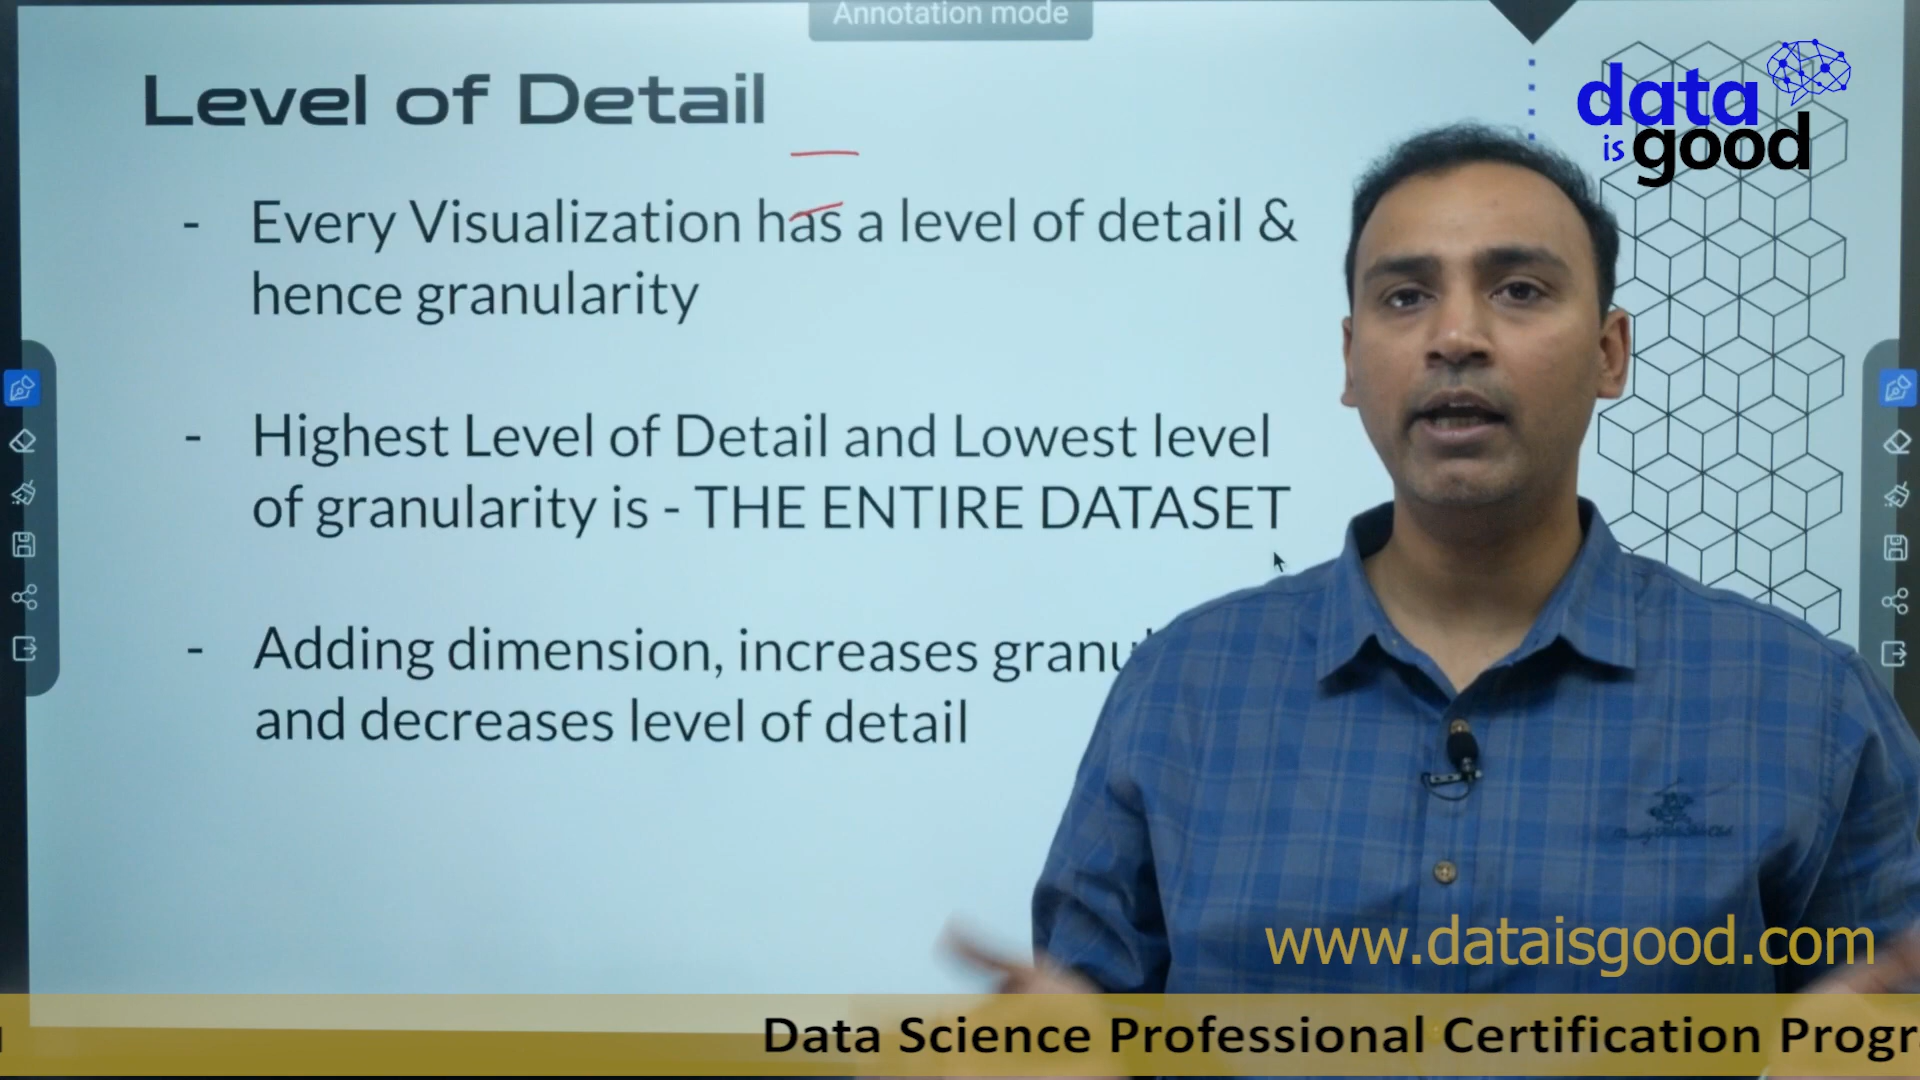 Annotation mode
Level of Detail
data
is good
- Every Visualization has a level of detail &
hence granularity
- Highest Level of Detail and Lowest level
of granularity is - THE ENTIRE DATASET
- Adding dimension, increases
and decreases level of detail
www.dataisgood.com
Data Science Professional Certification